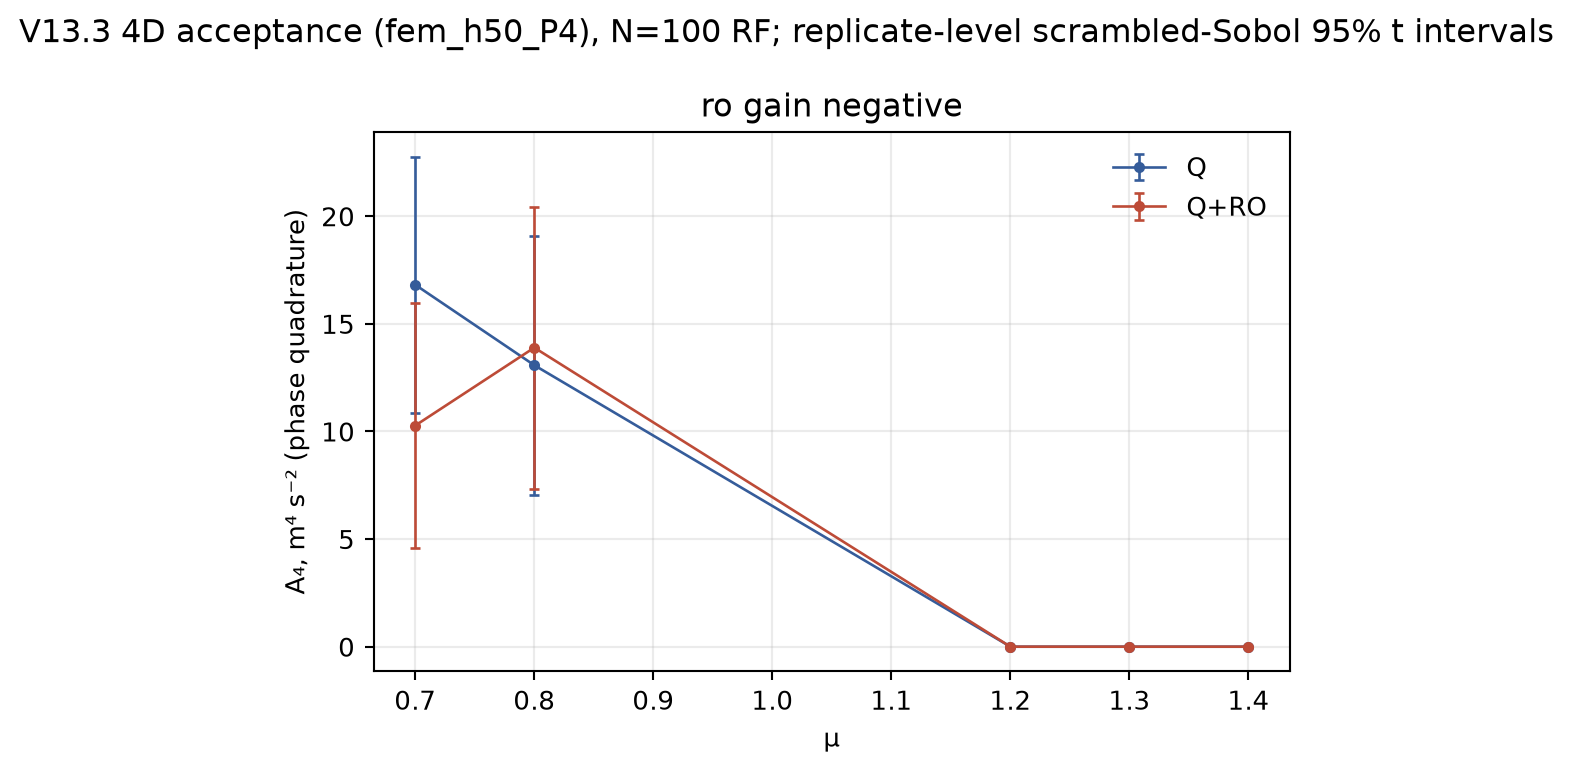 V13.3 4D acceptance (fem_h50_P4), N=100 RF; replicate-level scrambled-Sobol 95% t intervals
ro gain negative
Q
Q+RO
A₄, m⁴ s⁻² (phase quadrature)
20
15
10
5
0
0.7 0.8 0.9 1.0 1.1 1.2 1.3 1.4
μ